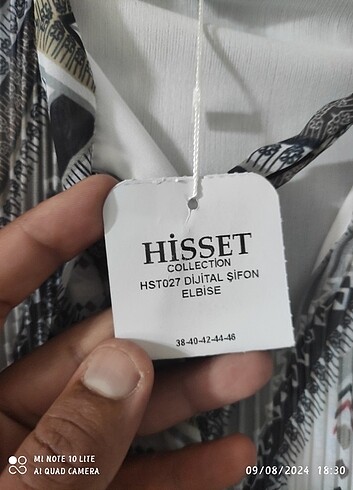 HİSSET
COLLECTION
HST027 DİJİTAL ŞİFON
ELBİSE
38-40-42-44-46
MI NOTE 10 LITE
AI QUAD CAMERA
09/08/2024 18:30